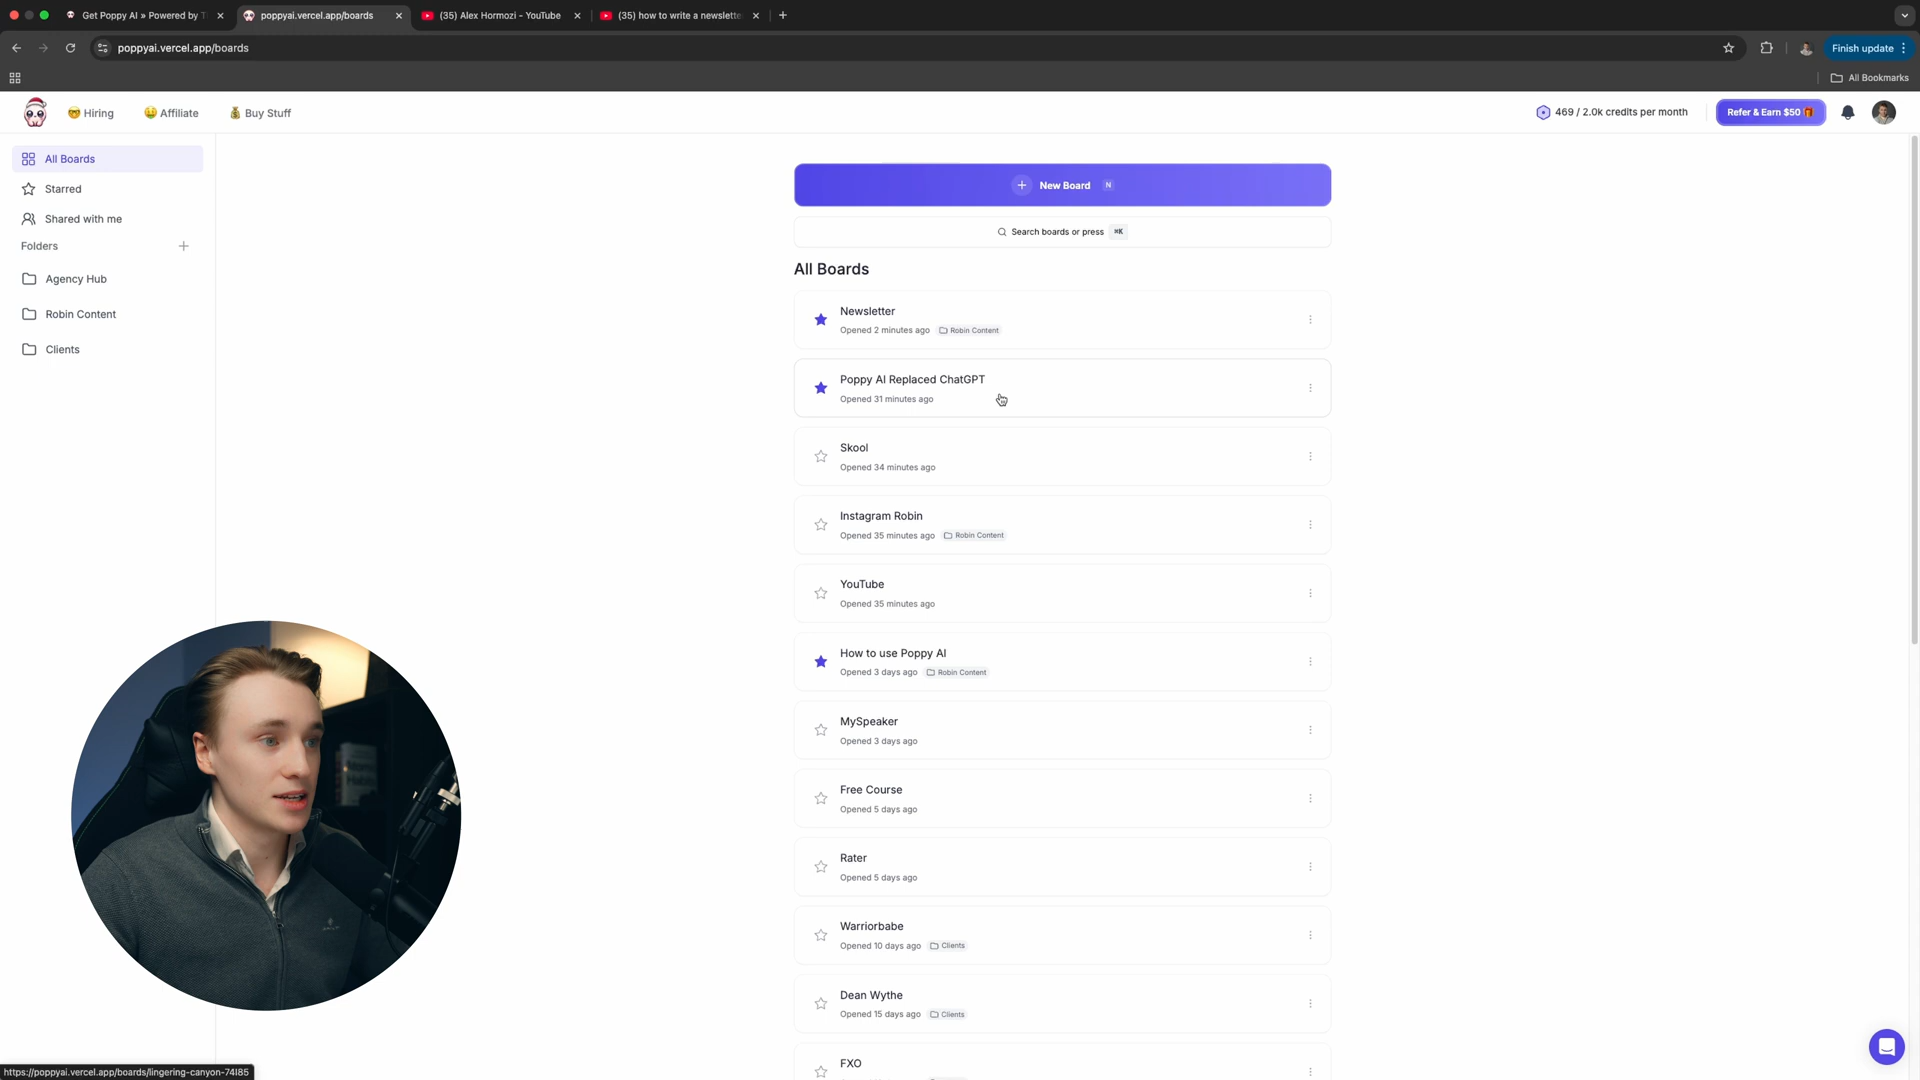 Get Poppy AI » Powered by T
poppyai.vercel.app/boards
(35) Alex Hormozi - YouTube
(35) how to write a newslette
poppyai.vercel.app/boards
Finish update
All Bookmarks
🤓 Hiring
🤑 Affiliate
💰 Buy Stuff
469 / 2.0k credits per month
Refer & Earn $50 🎁
All Boards
Starred
Shared with me
Folders
Agency Hub
Robin Content
Clients
New Board N
Search boards or press ⌘K
All Boards
Newsletter
Opened 2 minutes ago Robin Content
Poppy AI Replaced ChatGPT
Opened 31 minutes ago
Skool
Opened 34 minutes ago
Instagram Robin
Opened 35 minutes ago Robin Content
YouTube
Opened 35 minutes ago
How to use Poppy AI
Opened 3 days ago Robin Content
MySpeaker
Opened 3 days ago
Free Course
Opened 5 days ago
Rater
Opened 5 days ago
Warriorbabe
Opened 10 days ago Clients
Dean Wythe
Opened 15 days ago Clients
FXO
https://poppyai.vercel.app/boards/lingering-canyon-74185